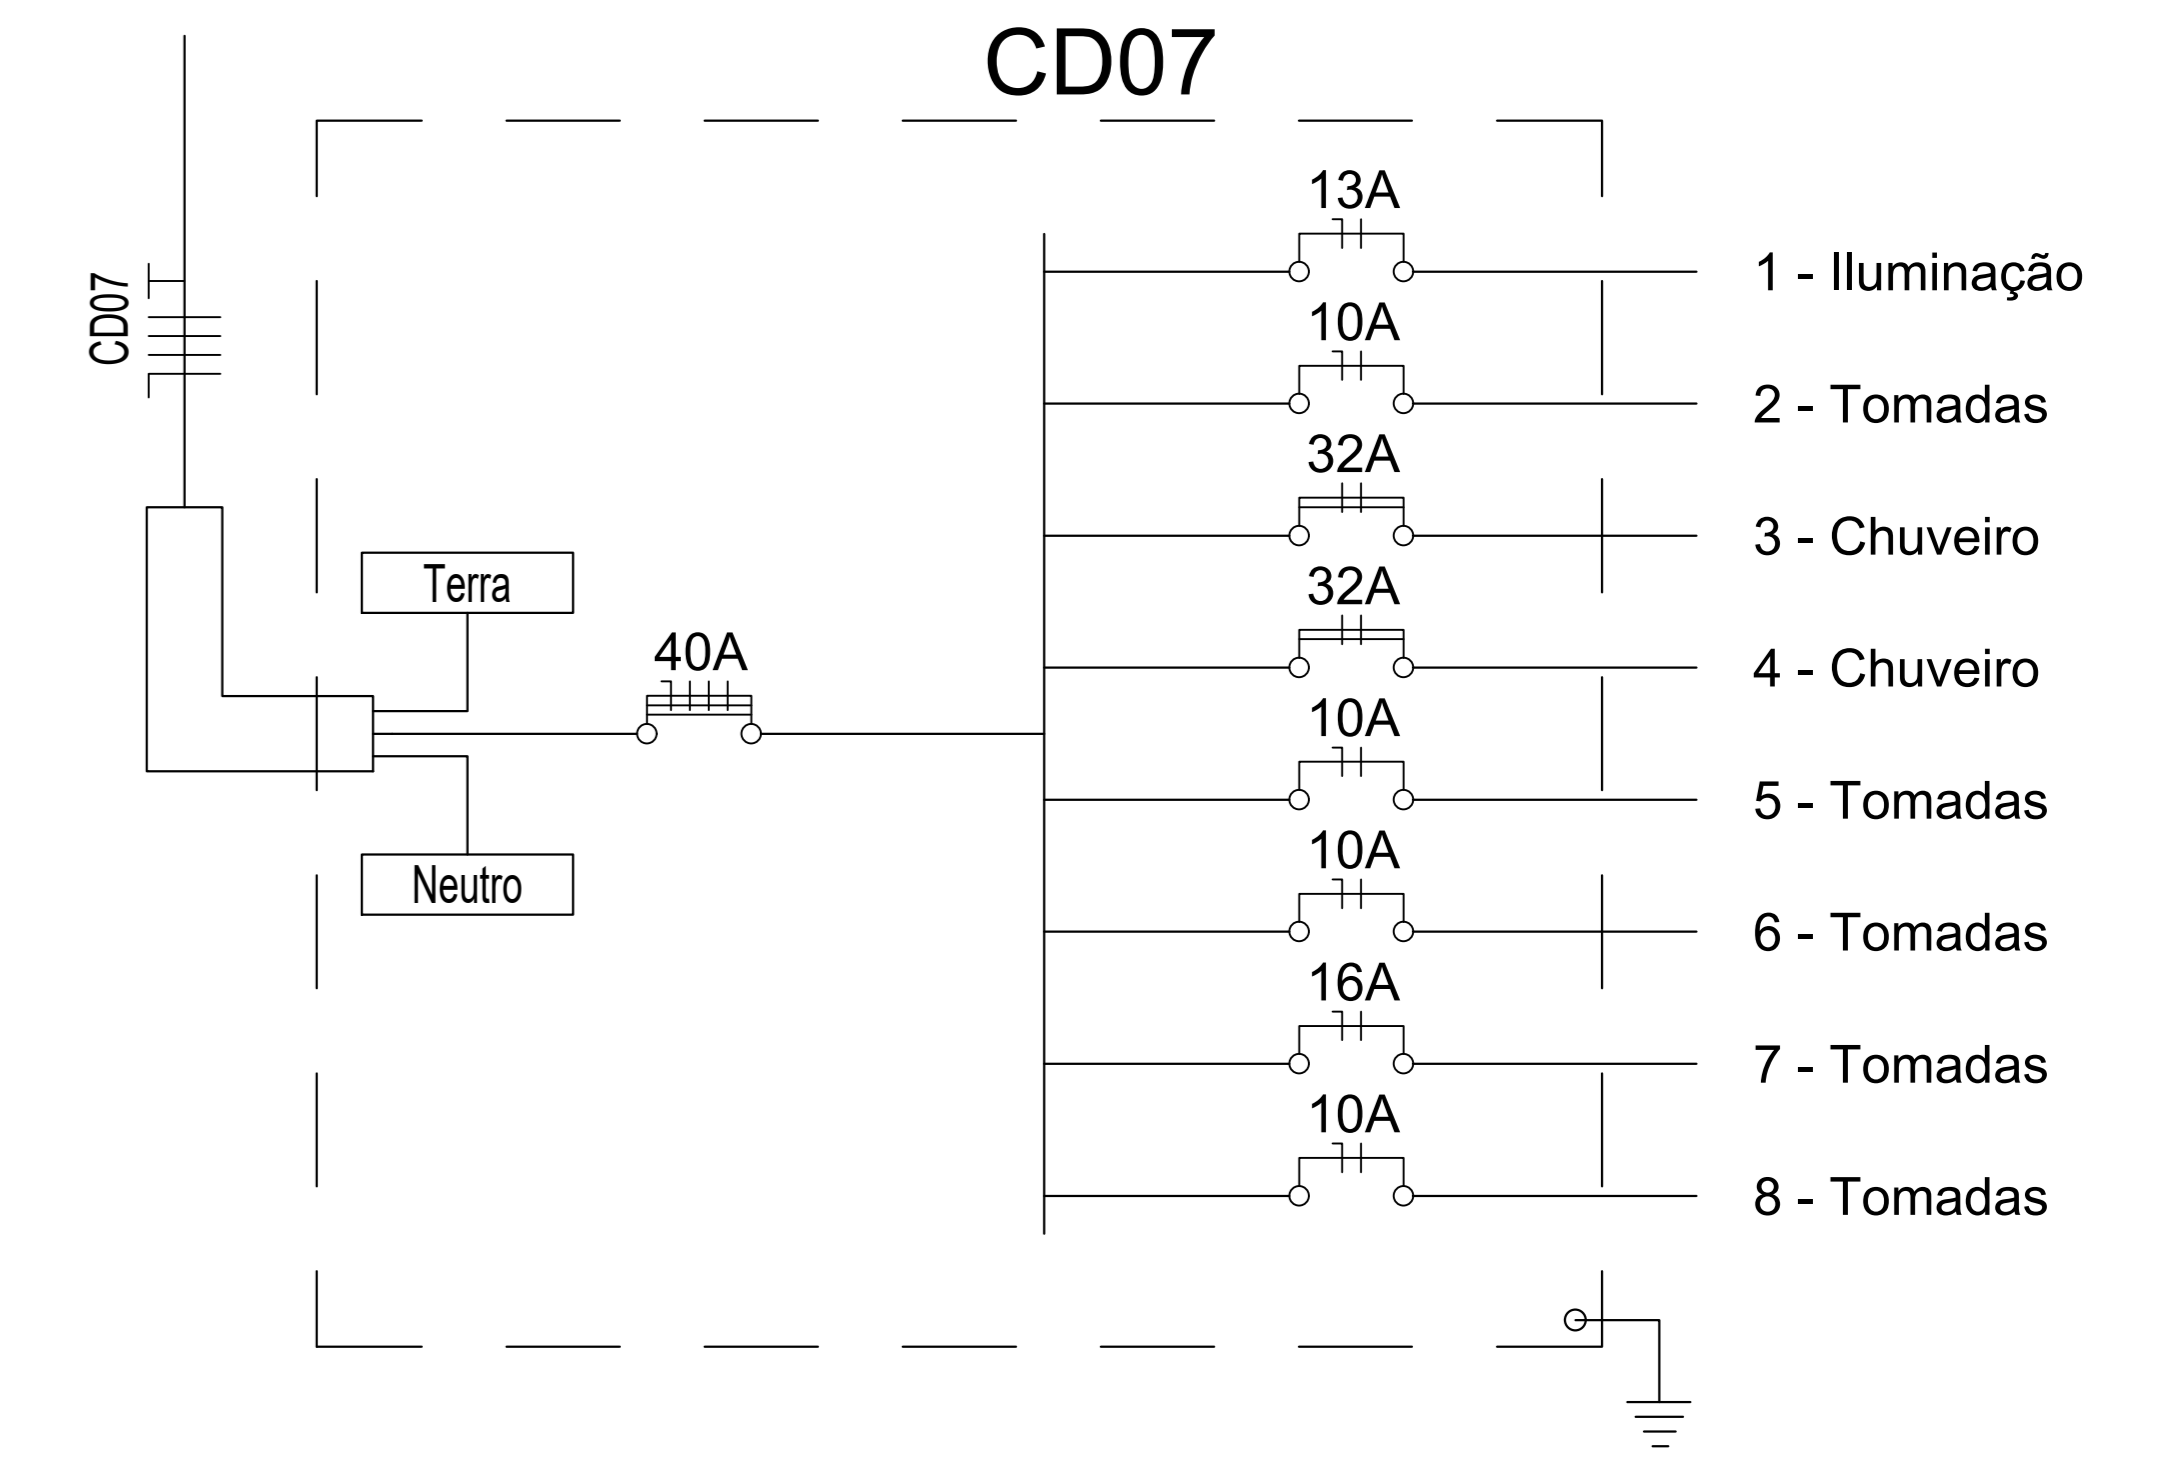 CD07
13A
1 - Iluminação
10A
2 - Tomadas
32A
3 - Chuveiro
32A
4 - Chuveiro
10A
5 - Tomadas
10A
6 - Tomadas
16A
7 - Tomadas
10A
8 - Tomadas
CD07
Terra
40A
Neutro